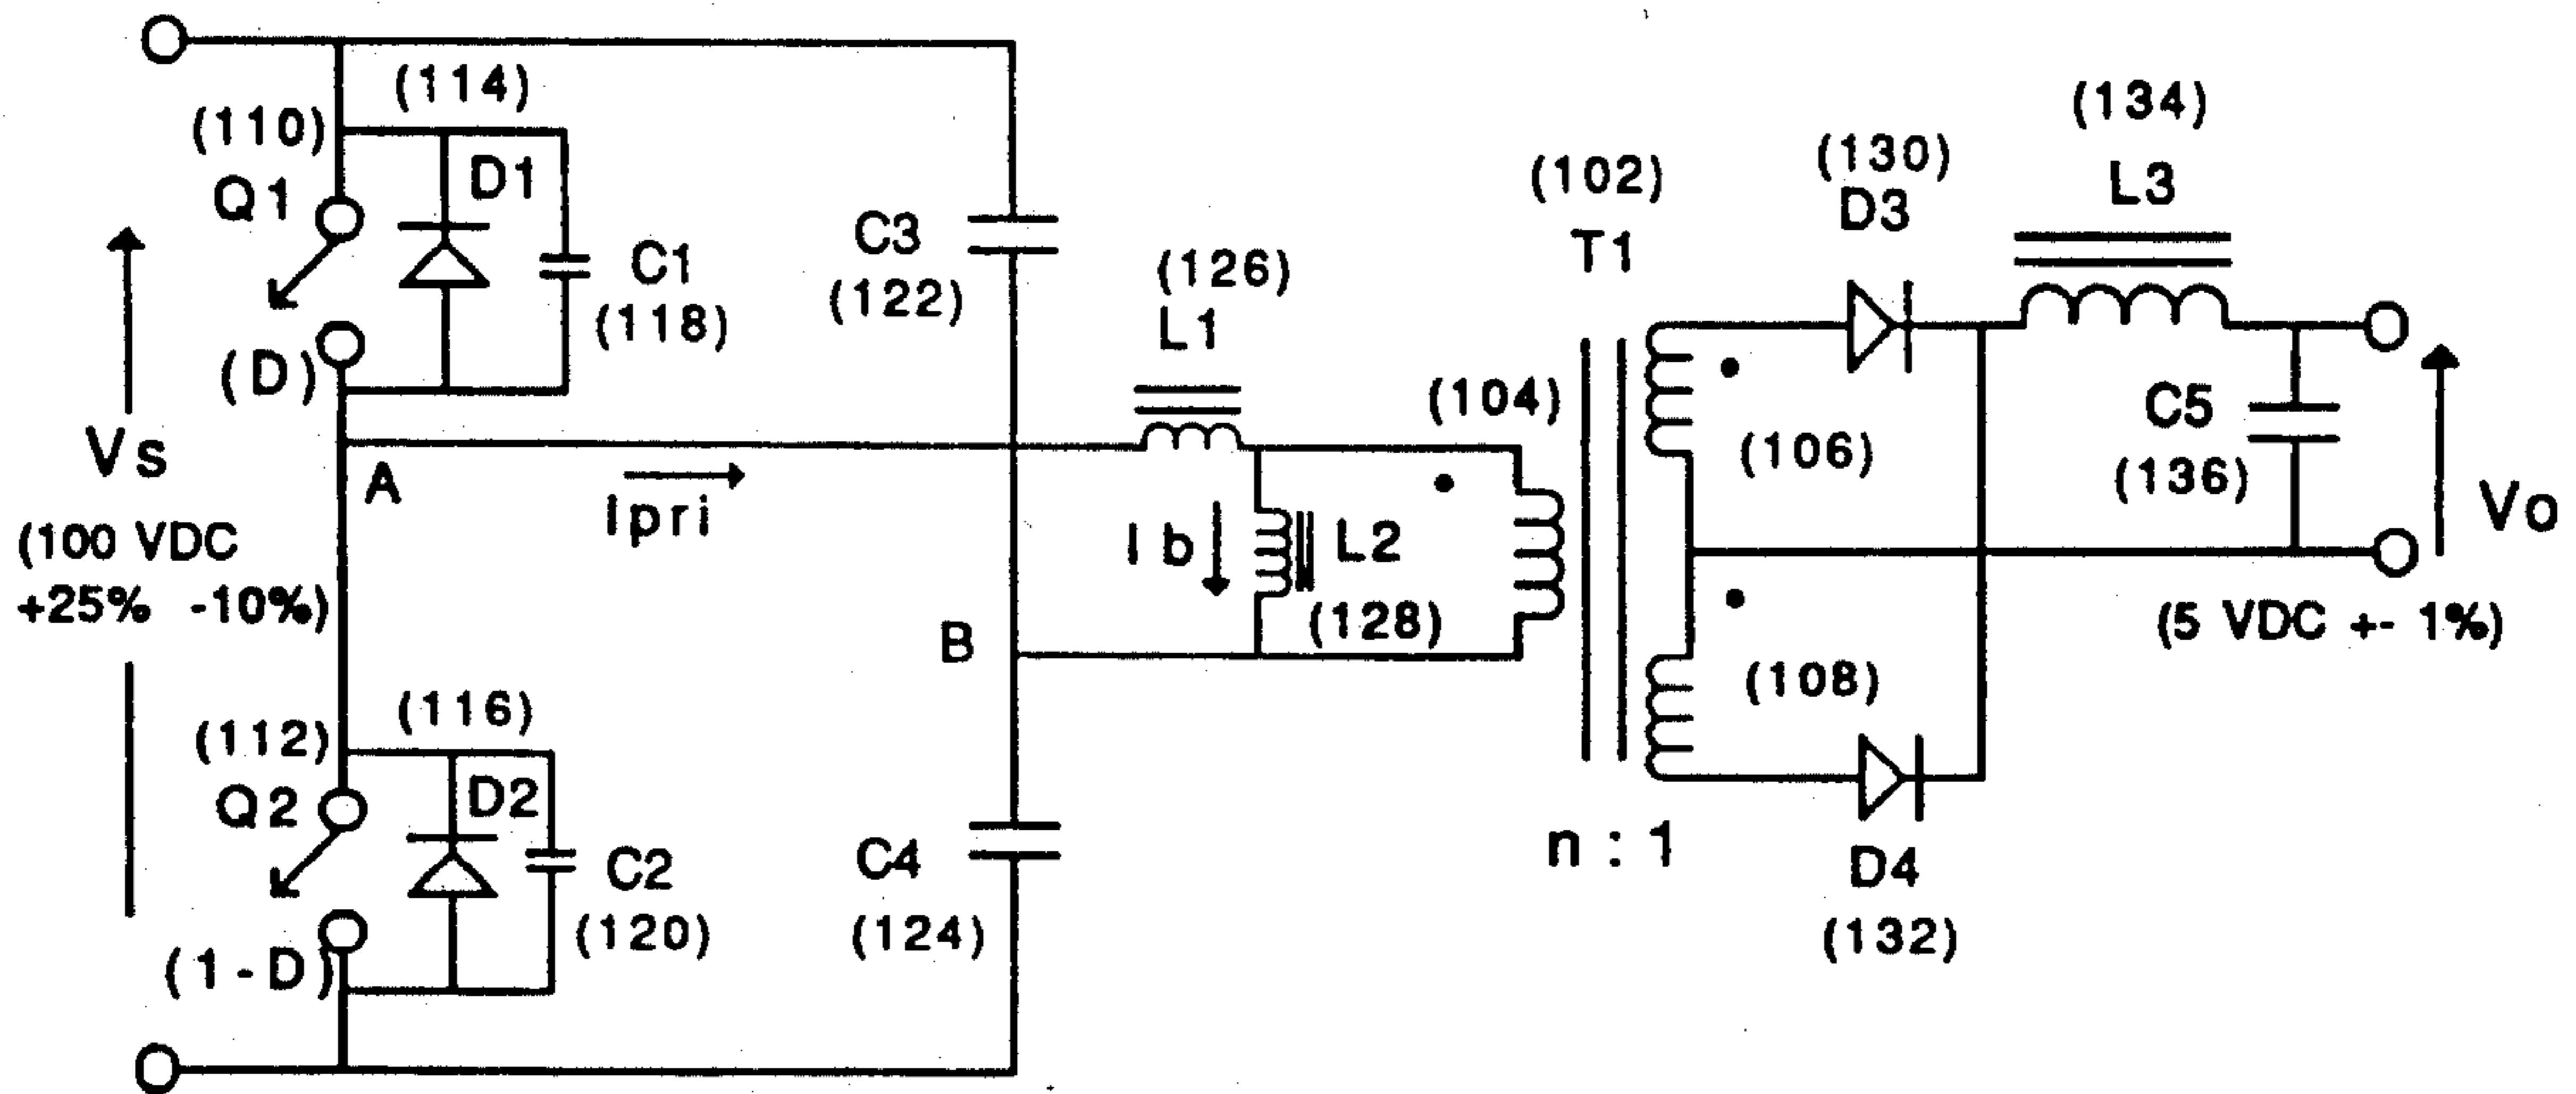 (114)
(110)
D1
Q1
C1
(118)
(D)
Vs
(100 VDC
+25% -10%)
A
Ipri
C3
(122)
(126)
L1
(102)
T1
(104)
(130)
D3
(134)
L3
(106)
C5
(136)
Vo
(5 VDC +- 1%)
I b
L2
(128)
B
(108)
(112)
(116)
Q2
D2
C2
(120)
(1-D)
C4
(124)
n : 1
D4
(132)